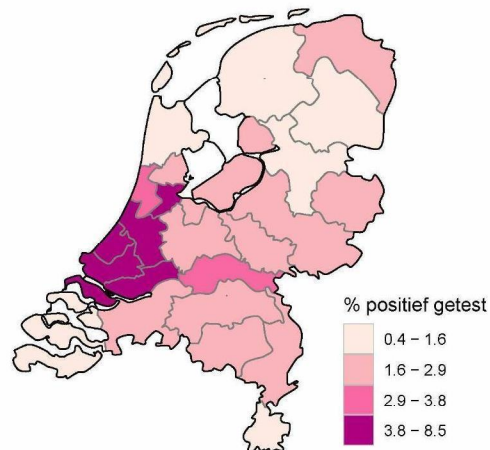 % positief getest
0.4 – 1.6
1.6 – 2.9
2.9 – 3.8
3.8 – 8.5